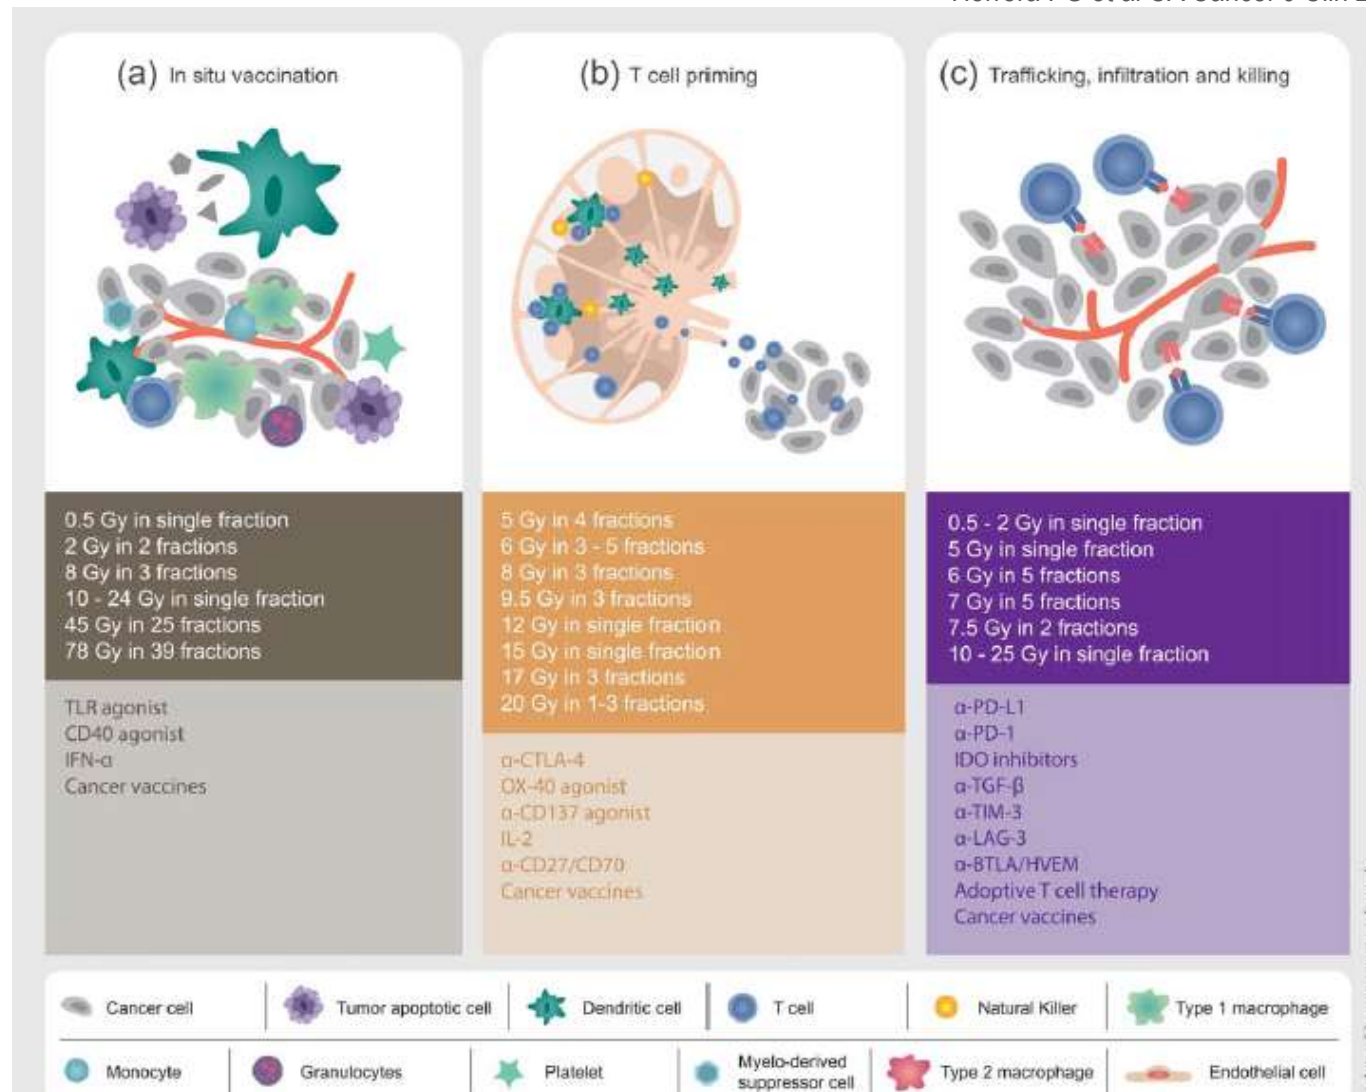 (a) In situ vaccination
0.5 Gy in single fraction
2 Gy in 2 fractions
8 Gy in 3 fractions
10 - 24 Gy in single fraction
45 Gy in 25 fractions
78 Gy in 39 fractions
TLR agonist
CD40 agonist
IFN-α
Cancer vaccines
(b) T cell priming
5 Gy in 4 fractions
6 Gy in 3 - 5 fractions
8 Gy in 3 fractions
9.5 Gy in 3 fractions
12 Gy in single fraction
15 Gy in single fraction
17 Gy in 3 fractions
20 Gy in 1-3 fractions
α-CTLA-4
OX-40 agonist
α-CD137 agonist
IL-2
α-CD27/CD70
Cancer vaccines
(c) Trafficking, infiltration and killing
0.5 - 2 Gy in single fraction
5 Gy in single fraction
6 Gy in 5 fractions
7 Gy in 5 fractions
7.5 Gy in 2 fractions
10 - 25 Gy in single fraction
α-PD-L1
α-PD-1
IDO inhibitors
α-TGF-β
α-TIM-3
α-LAG-3
α-BTLA/HVEM
Adoptive T cell therapy
Cancer vaccines
Cancer cell
Tumor apoptotic cell
Dendritic cell
T cell
Natural Killer
Type 1 macrophage
Monocyte
Granulocytes
Platelet
Myelo-derived
suppressor cell
Type 2 macrophage
Endothelial cell